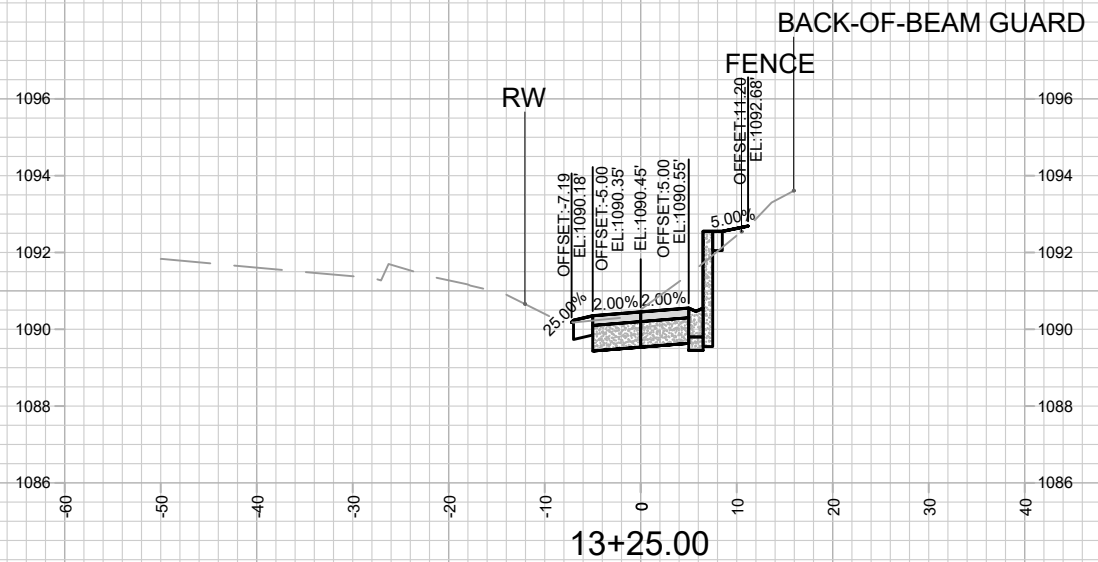 BACK-OF-BEAM GUARD
FENCE
RW
1096
1096
OFFSET:11.20
EL:1092.68'
1094
1094
OFFSET:-7.19
EL:1090.18'
OFFSET:-5.00
EL:1090.35'
EL:1090.45'
OFFSET:5.00
EL:1090.55'
5.00%
1092
1092
25.00%
2.00%
2.00%
1090
1090
1088
1088
1086
1086
-60
-50
-40
-30
-20
-10
0
10
20
30
40
13+25.00